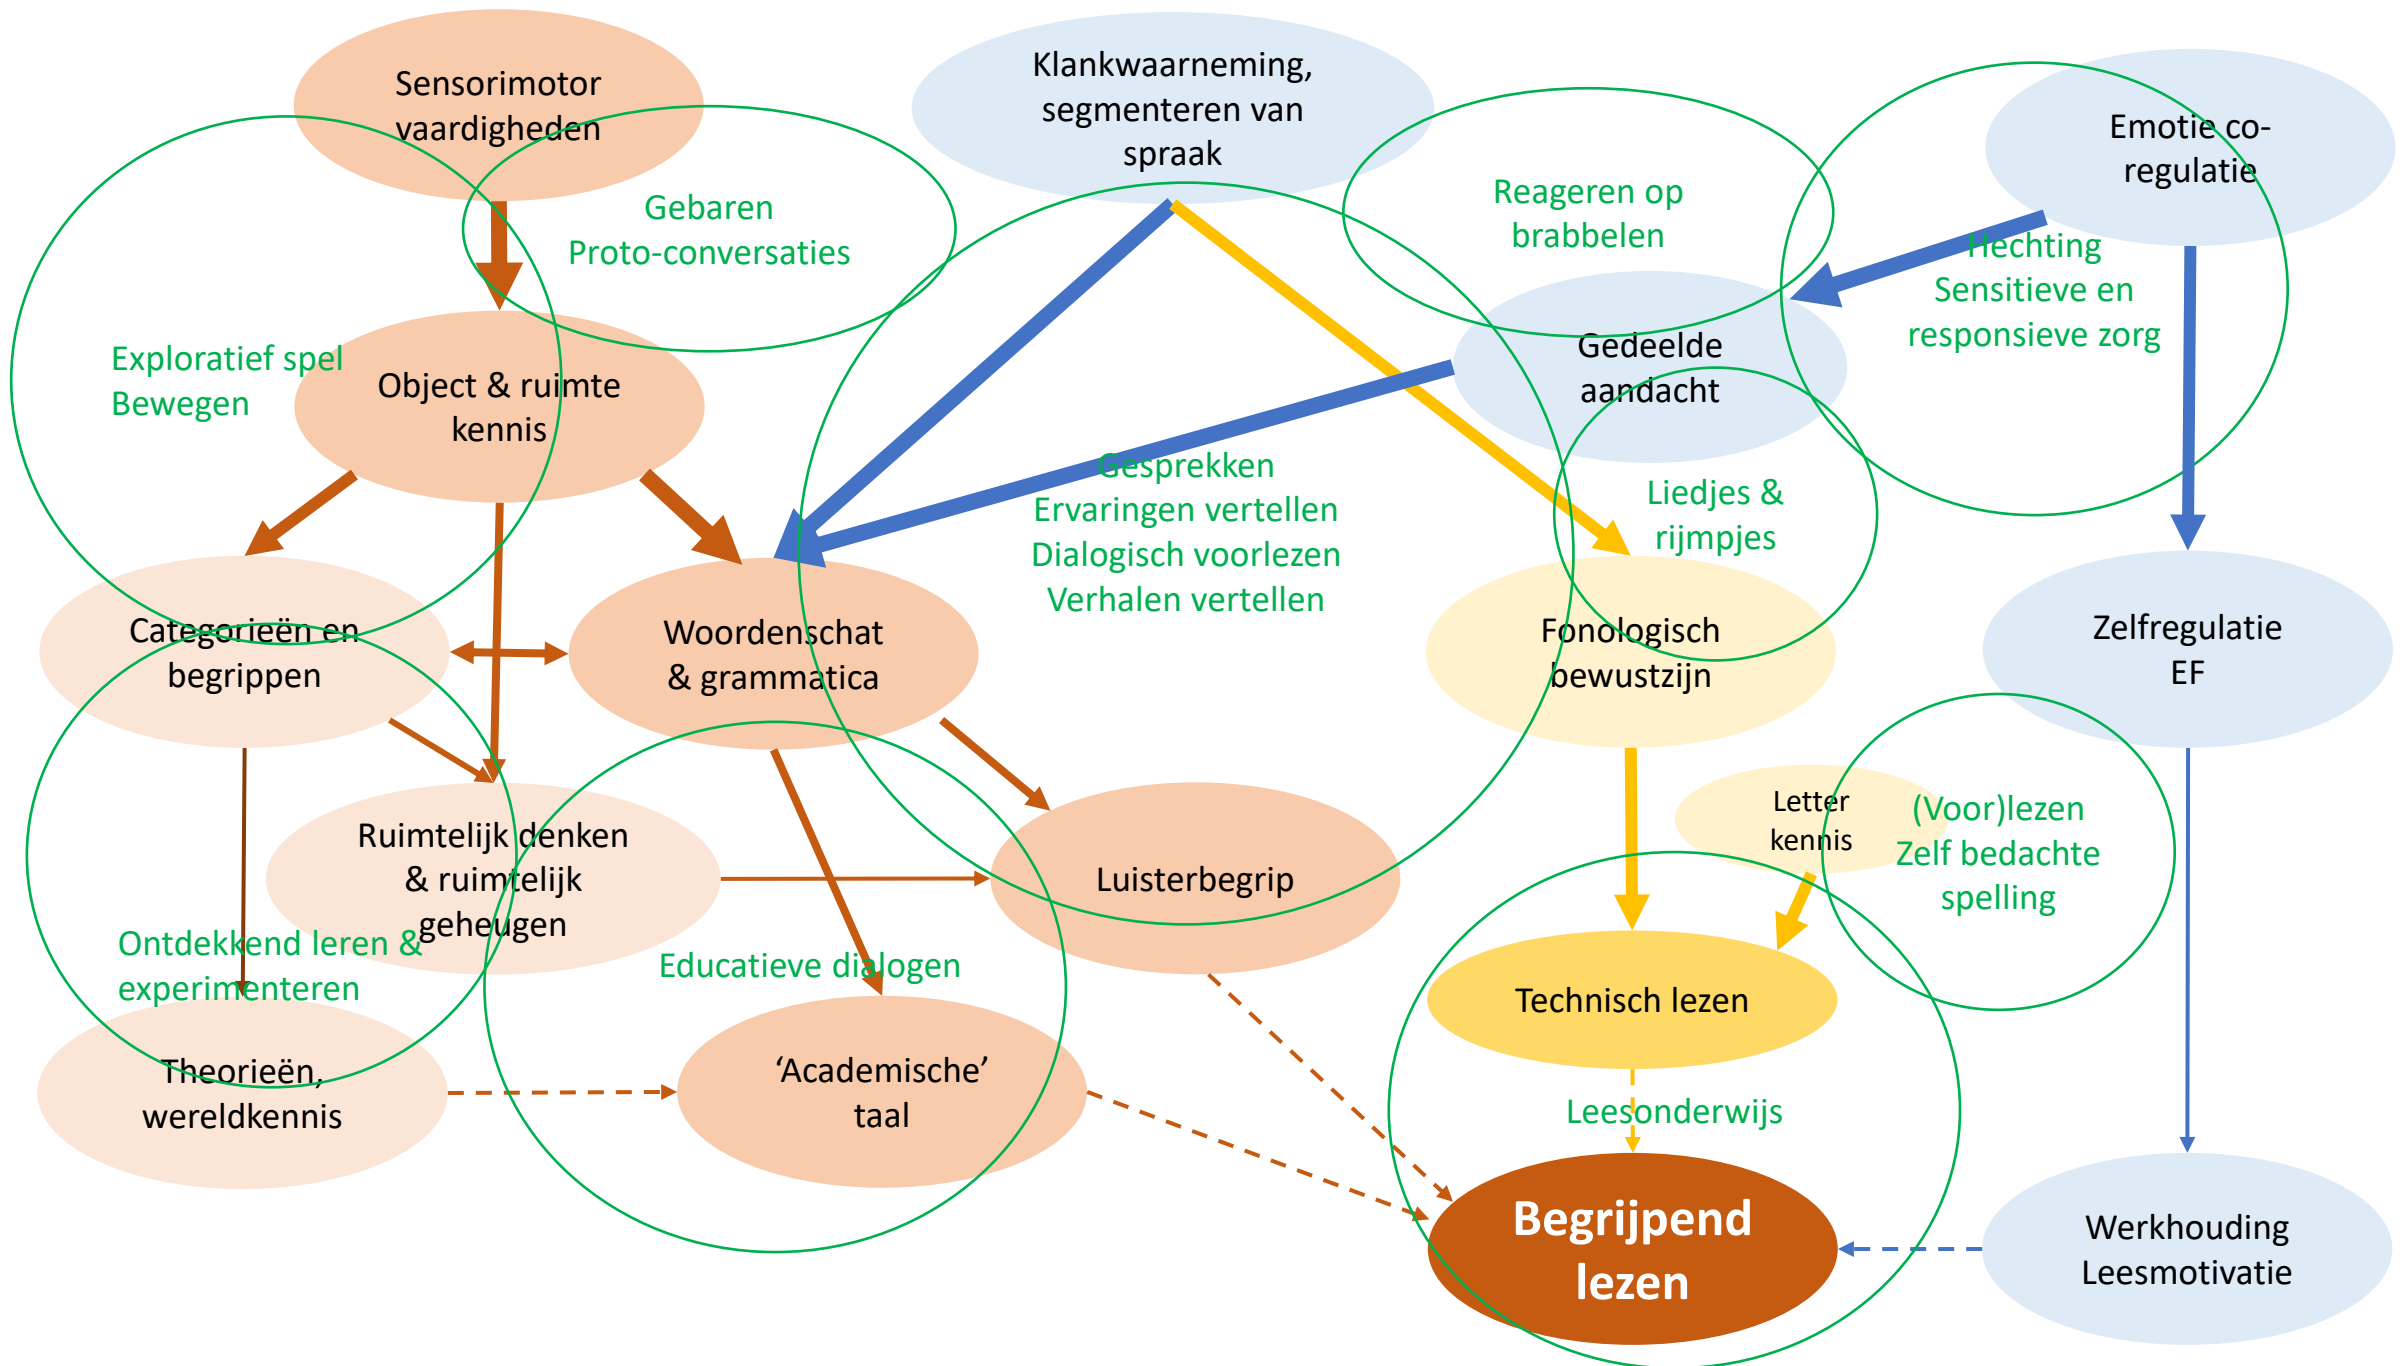 Sensorimotor
vaardigheden
Klankwaarneming,
segmenteren van
spraak
Emotie co-
regulatie
Gebaren
Proto-conversaties
Reageren op
brabbelen
Hechting
Sensitieve en
responsieve zorg
Exploratief spel
Bewegen
Object & ruimte
kennis
Gedeelde
aandacht
Gesprekken
Ervaringen vertellen
Dialogisch voorlezen
Verhalen vertellen
Liedjes &
rijmpjes
Categorieën en
begrippen
Woordenschat
& grammatica
Fonologisch
bewustzijn
Zelfregulatie
EF
Ruimtelijk denken
& ruimtelijk
geheugen
Luisterbegrip
Letter
kennis
(Voor)lezen
Zelf bedachte
spelling
Ontdekkend leren &
experimenteren
Educatieve dialogen
Technisch lezen
Theorieën,
wereldkennis
‘Academische’
taal
Leesonderwijs
Begrijpend
lezen
Werkhouding
Leesmotivatie